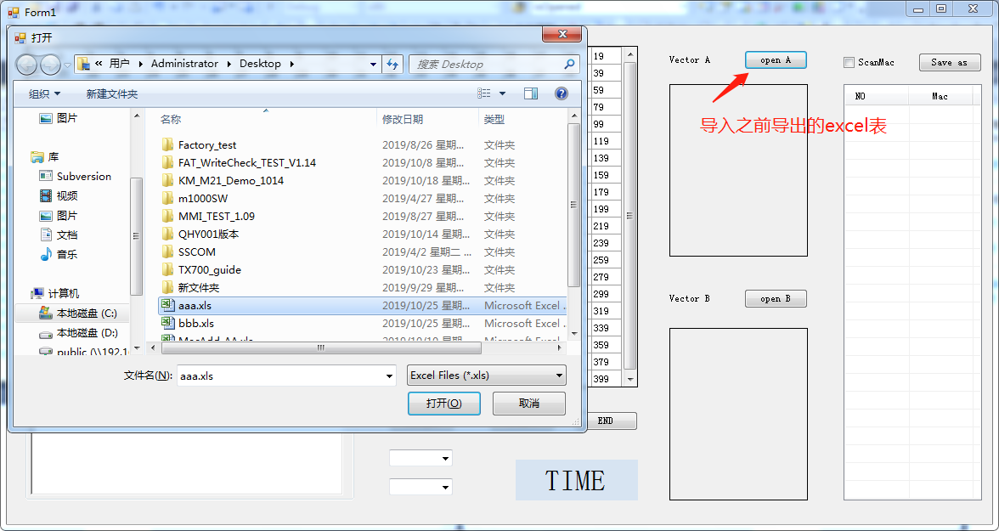 Form1
打开
« 用户 ▸ Administrator ▸ Desktop ▸
搜索 Desktop
组织 新建文件夹
图片
库
Subversion
视频
图片
文档
音乐
计算机
本地磁盘 (C:)
本地磁盘 (D:)
public (\\192.1
名称 修改日期 类型
Factory_test 2019/8/26 星期... 文件夹
FAT_WriteCheck_TEST_V1.14 2019/10/8 星期... 文件夹
KM_M21_Demo_1014 2019/10/18 星期... 文件夹
m1000SW 2019/4/27 星期... 文件夹
MMI_TEST_1.09 2019/8/27 星期... 文件夹
QHY001版本 2019/10/14 星期... 文件夹
SSCOM 2019/4/2 星期二 ... 文件夹
TX700_guide 2019/10/23 星期... 文件夹
新文件夹 2019/9/29 星期... 文件夹
aaa.xls 2019/10/25 星期... Microsoft Excel .
bbb.xls 2019/10/25 星期... Microsoft Excel .
MacAdd_AA.xls 2019/10/10 星期... Microsoft Excel .
文件名(N): aaa.xls
Excel Files (*.xls)
打开(O) 取消
19
39
59
79
99
119
139
159
179
199
219
239
259
279
299
319
339
359
379
399
END
TIME
Vector A open A
导入之前导出的excel表
Vector B open B
ScanMac Save as
NO Mac